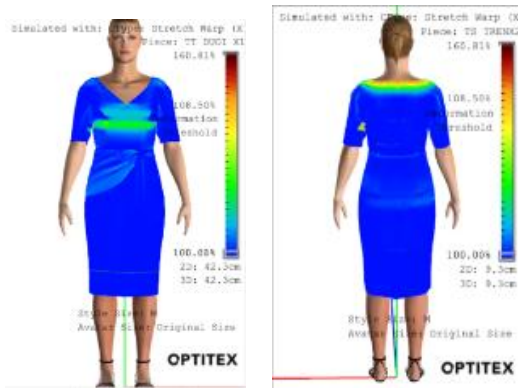 Simulated with: Stretch Warp (X
Piece: TT DUGI X1
160.81%
108.50%
Deformation
Threshold
100.00%
2D: 42.3cm
3D: 42.3cm
Style Size: M
Avatar Size: Original Size
OPTITEX
Simulated with: Stretch Warp (X
Piece: TS TRENX2
160.81%
108.50%
Deformation
Threshold
100.00%
2D: 9.3cm
3D: 9.3cm
Style Size: M
Avatar Size: Original Size
OPTITEX